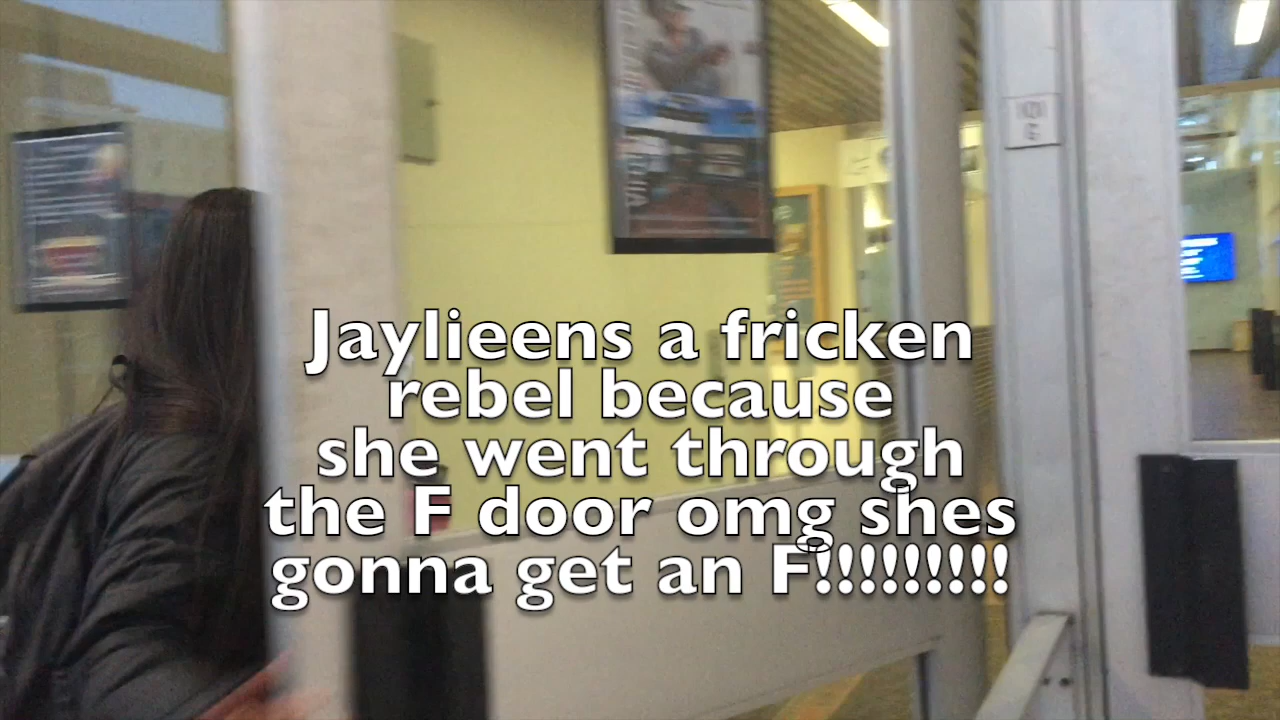 Jaylieens a fricken
rebel because
she went through
the F door omg shes
gonna get an F!!!!!!!!!